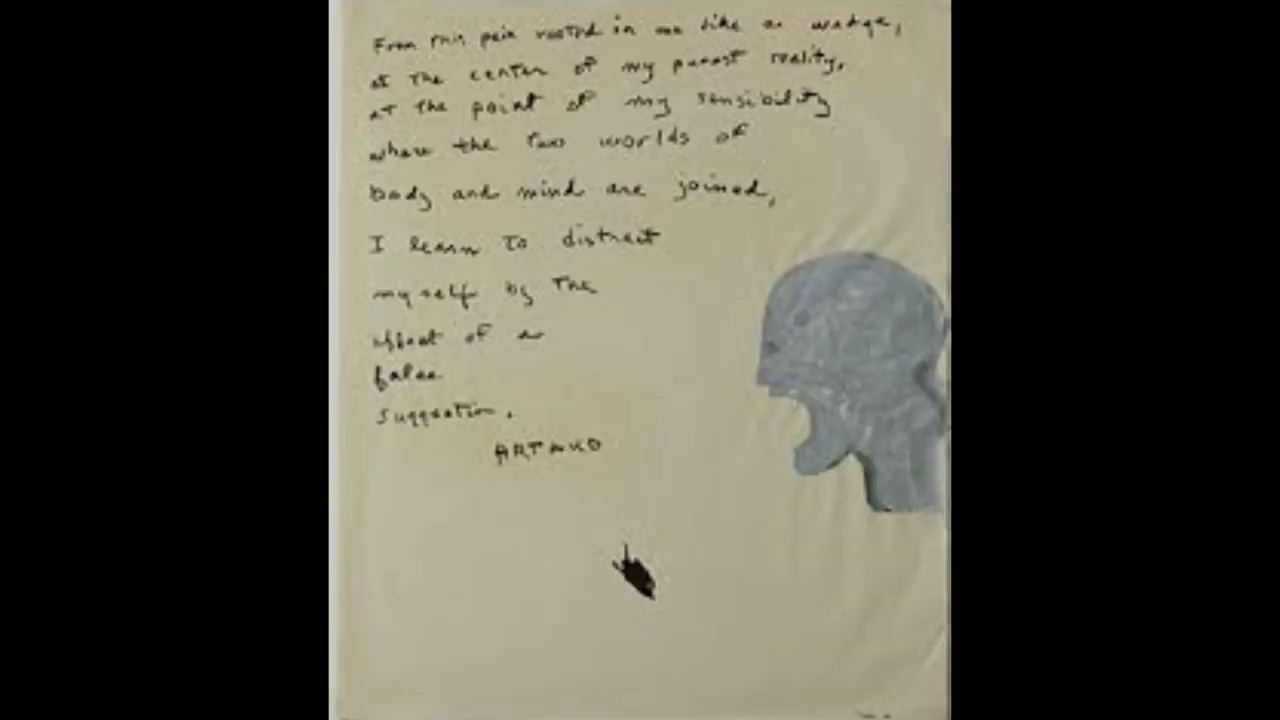 From this pain rooted in me like a wedge,
at the center of my purest reality,
at the point of my sensibility
where the two worlds of
body and mind are joined,
I learn to distract
myself by the
effect of a
false
suggestion.
ARTAUD